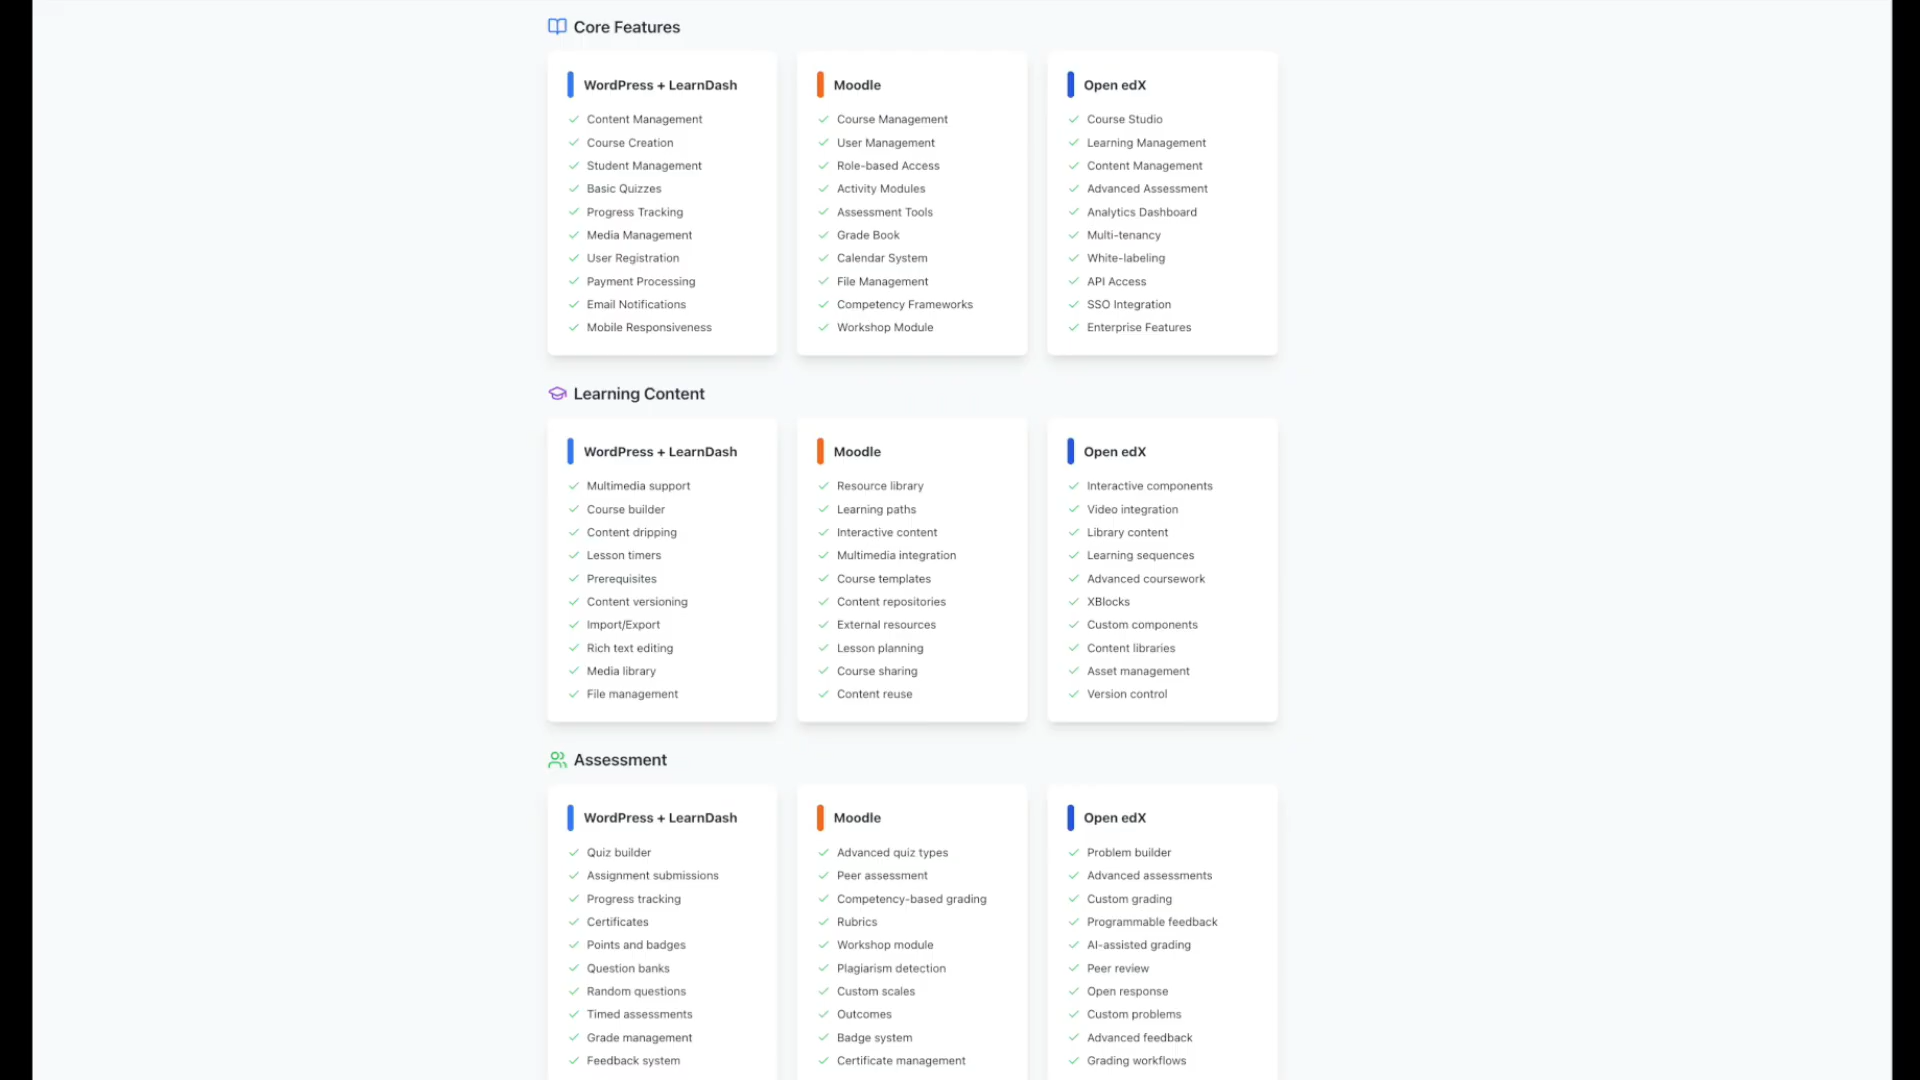 Core Features
WordPress + LearnDash
Content Management
Course Creation
Student Management
Basic Quizzes
Progress Tracking
Media Management
User Registration
Payment Processing
Email Notifications
Mobile Responsiveness
Moodle
Course Management
User Management
Role-based Access
Activity Modules
Assessment Tools
Grade Book
Calendar System
File Management
Competency Frameworks
Workshop Module
Open edX
Course Studio
Learning Management
Content Management
Advanced Assessment
Analytics Dashboard
Multi-tenancy
White-labeling
API Access
SSO Integration
Enterprise Features
Learning Content
WordPress + LearnDash
Multimedia support
Course builder
Content dripping
Lesson timers
Prerequisites
Content versioning
Import/Export
Rich text editing
Media library
File management
Moodle
Resource library
Learning paths
Interactive content
Multimedia integration
Course templates
Content repositories
External resources
Lesson planning
Course sharing
Content reuse
Open edX
Interactive components
Video integration
Library content
Learning sequences
Advanced coursework
XBlocks
Custom components
Content libraries
Asset management
Version control
Assessment
WordPress + LearnDash
Quiz builder
Assignment submissions
Progress tracking
Certificates
Points and badges
Question banks
Random questions
Timed assessments
Grade management
Feedback system
Moodle
Advanced quiz types
Peer assessment
Competency-based grading
Rubrics
Workshop module
Plagiarism detection
Custom scales
Outcomes
Badge system
Certificate management
Open edX
Problem builder
Advanced assessments
Custom grading
Programmable feedback
AI-assisted grading
Peer review
Open response
Custom problems
Advanced feedback
Grading workflows